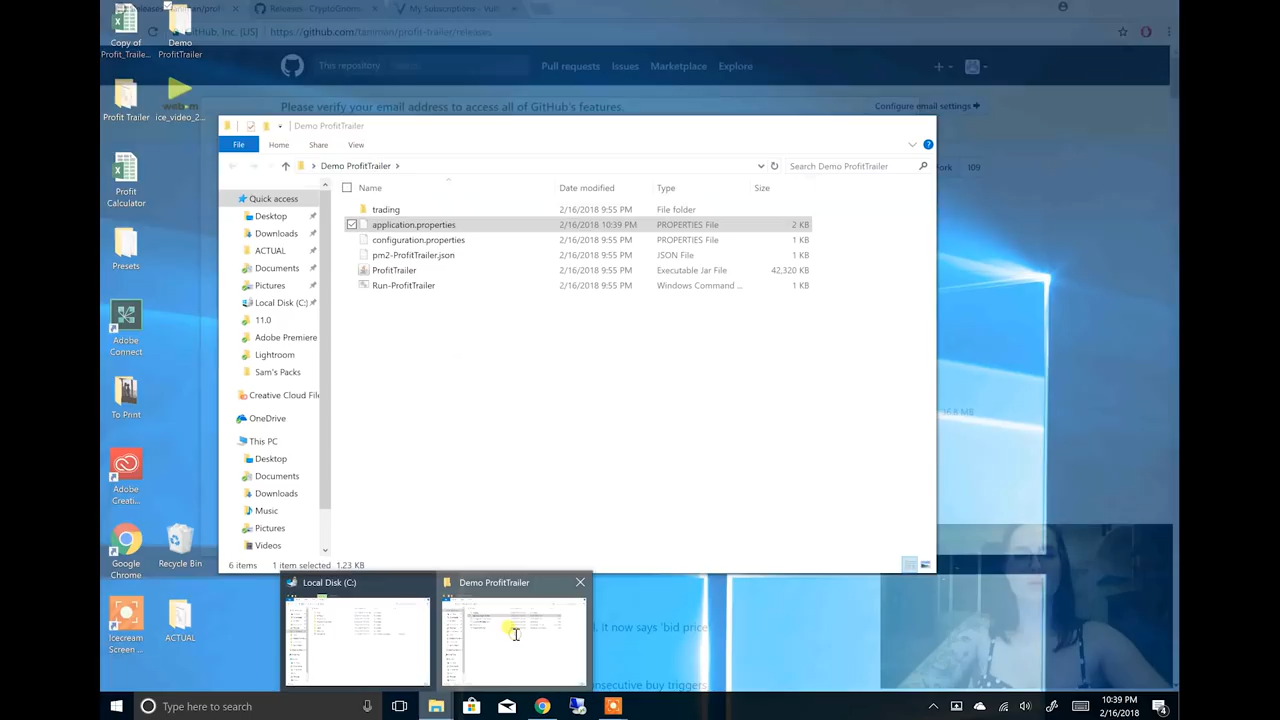 Releases · CryptoGnome
My Subscriptions - Vult
GitHub, Inc. [US]
https://github.com/taniman/profit-trailer/releases
This repository
Search
Pull requests
Issues
Marketplace
Explore
Please verify your email address to access all of GitHub's features.
Configure email settings
Fork
109
Copy of
Profit_Traile...
Demo
ProfitTrailer
Profit Trailer
ice_video_2...
Profit
Calculator
Presets
Adobe
Connect
To Print
Adobe
Creati...
Google
Chrome
Recycle Bin
Icecream
Screen ...
ACTUAL
Demo ProfitTrailer
File
Home
Share
View
Demo ProfitTrailer
Search Demo ProfitTrailer
Name
Date modified
Type
Size
trading
2/16/2018 9:55 PM
File folder
application.properties
2/16/2018 10:39 PM
PROPERTIES File
2 KB
configuration.properties
2/16/2018 9:55 PM
PROPERTIES File
1 KB
pm2-ProfitTrailer.json
2/16/2018 9:55 PM
JSON File
1 KB
ProfitTrailer
2/16/2018 9:55 PM
Executable Jar File
42,320 KB
Run-ProfitTrailer
2/16/2018 9:55 PM
Windows Command ...
1 KB
Quick access
Desktop
Downloads
ACTUAL
Documents
Pictures
Local Disk (C:)
11.0
Adobe Premiere
Lightroom
Sam's Packs
Creative Cloud File
OneDrive
This PC
Desktop
Documents
Downloads
Music
Pictures
Videos
6 items
1 item selected 1.23 KB
36.8 MB
Local Disk (C:)
Demo ProfitTrailer
it now says 'bid price
consecutive buy triggers
Type here to search
10:39 PM
2/16/2018
4